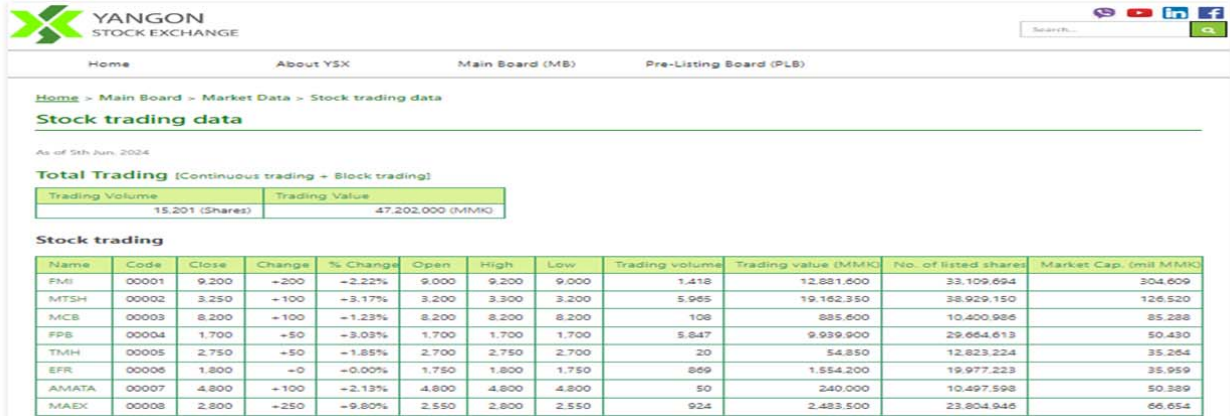 YANGON
STOCK EXCHANGE
Search...
Home About YSX Main Board (MB) Pre-Listing Board (PLB)
Home > Main Board > Market Data > Stock trading data
Stock trading data
As of 5th Jun, 2024
Total Trading [Continuous trading + Block trading]
Trading Volume Trading Value
15,201 (Shares) 47,202,000 (MMK)
Stock trading
Name Code Close Change % Change Open High Low Trading volume Trading value (MMK) No. of listed shares Market Cap. (mil MMK)
FMI 00001 9,200 +200 +2.22% 9,000 9,200 9,000 1,418 12,881,600 33,109,694 304,609
MTSH 00002 3,250 +100 +3.17% 3,200 3,300 3,200 5,965 19,162,350 38,929,150 126,520
MCB 00003 8,200 +100 +1.23% 8,200 8,200 8,200 108 885,600 10,400,986 85,288
FPB 00004 1,700 +50 +3.03% 1,700 1,700 1,700 5,847 9,939,900 29,664,613 50,430
TMH 00005 2,750 +50 +1.85% 2,700 2,750 2,700 20 54,850 12,823,224 35,264
EFR 00006 1,800 +0 +0.00% 1,750 1,800 1,750 869 1,554,200 19,977,223 35,959
AMATA 00007 4,800 +100 +2.13% 4,800 4,800 4,800 50 240,000 10,497,598 50,389
MAEX 00008 2,800 +250 +9.80% 2,550 2,800 2,550 924 2,483,500 23,804,946 66,654